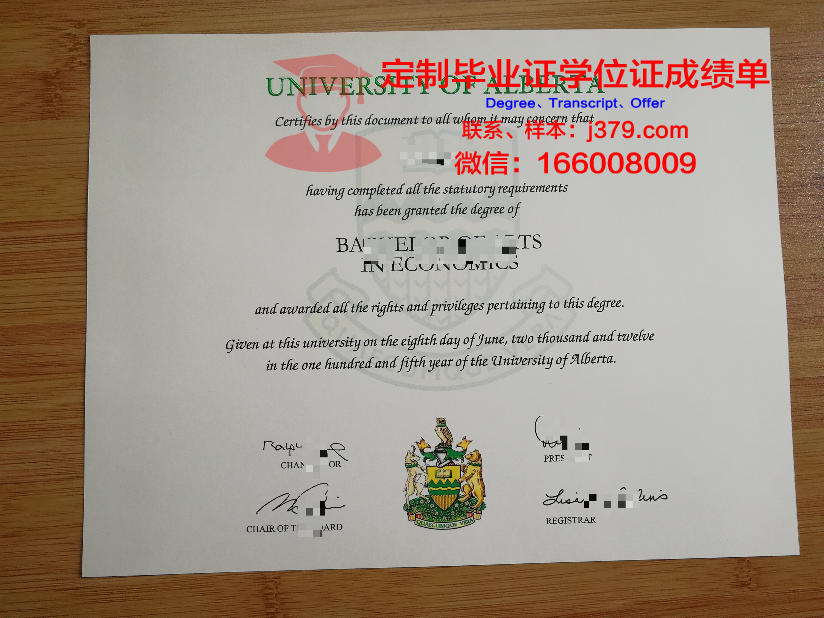 定制毕业证学位证成绩单
UNIVERSITY OF ALBERTA
Degree、Transcript、Offer
Certifies by this document to all whom it may concern that
联系、样本：j379.com
微信：166008009
having completed all the statutory requirements
has been granted the degree of
BACHELOR OF ARTS
IN ECONOMICS
and awarded all the rights and privileges pertaining to this degree.
Given at this university on the eighth day of June, two thousand and twelve
in the one hundred and fifth year of the University of Alberta.
REGISTRAR